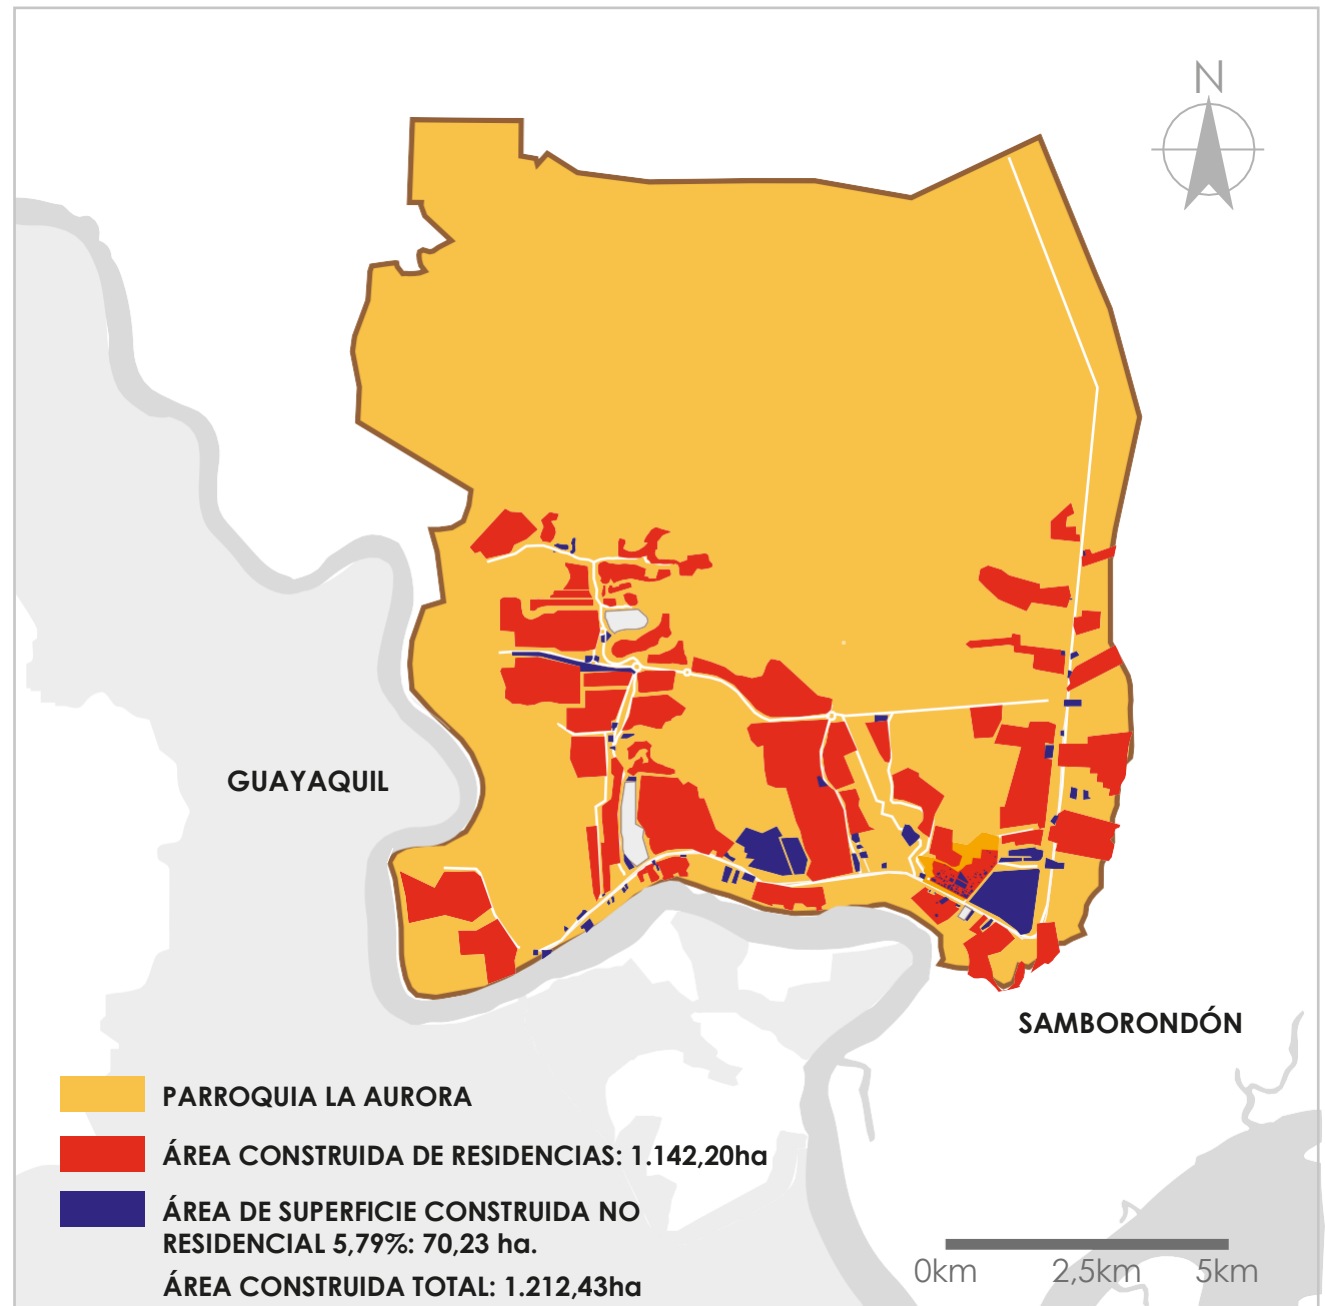 N
GUAYAQUIL
SAMBORONDÓN
PARROQUIA LA AURORA
ÁREA CONSTRUIDA DE RESIDENCIAS: 1.142,20ha
ÁREA DE SUPERFICIE CONSTRUIDA NO
RESIDENCIAL 5,79%: 70,23 ha.
ÁREA CONSTRUIDA TOTAL: 1.212,43ha
0km 2,5km 5km